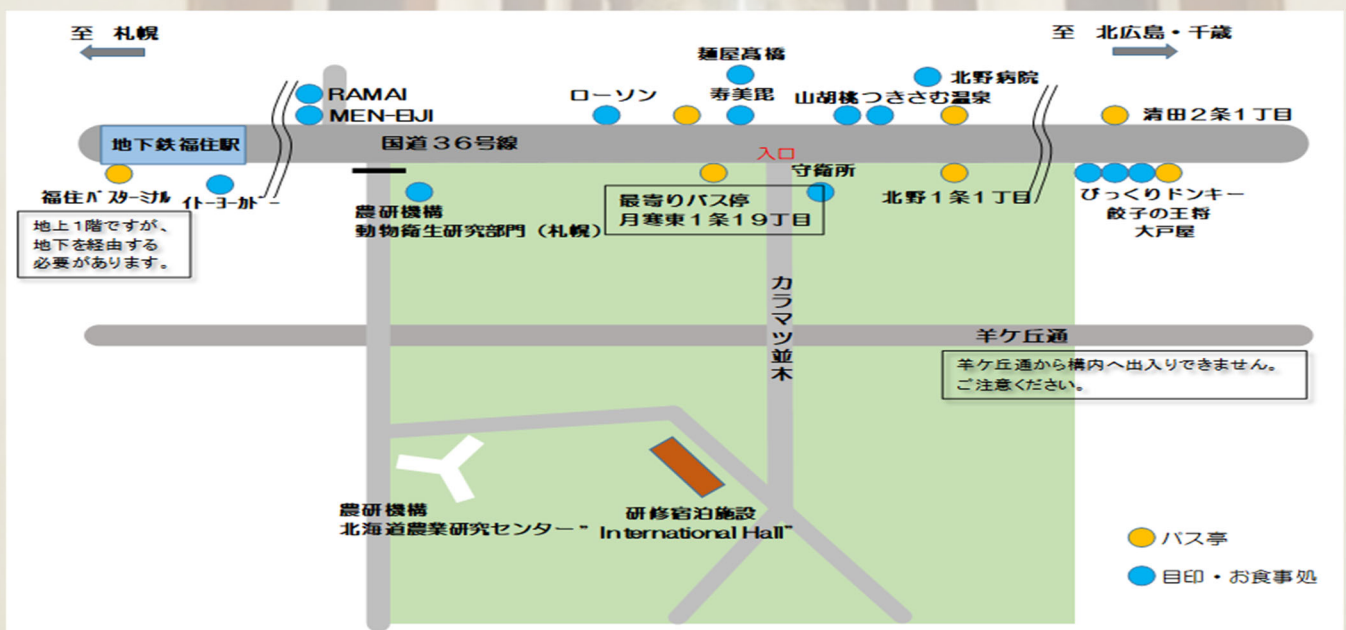 至 札幌
至 北広島・千歳
麺屋髙橋
北野病院
RAMAI
ローソン
寿美毘
山胡桃
つきさむ温泉
MEN-EIJI
清田2条1丁目
地下鉄福住駅
国道36号線
入口
守衛所
福住バスターミナル
イトーヨーカドー
農研機構
動物衛生研究部門(札幌)
最寄りバス停
月寒東1条19丁目
北野1条1丁目
びっくりドンキー
餃子の王将
大戸屋
地上1階ですが、
地下を経由する
必要があります。
カラマツ並木
羊ケ丘通
羊ケ丘通から構内へ出入りできません。
ご注意ください。
農研機構
北海道農業研究センター"
研修宿泊施設
International Hall"
バス亭
目印・お食事処